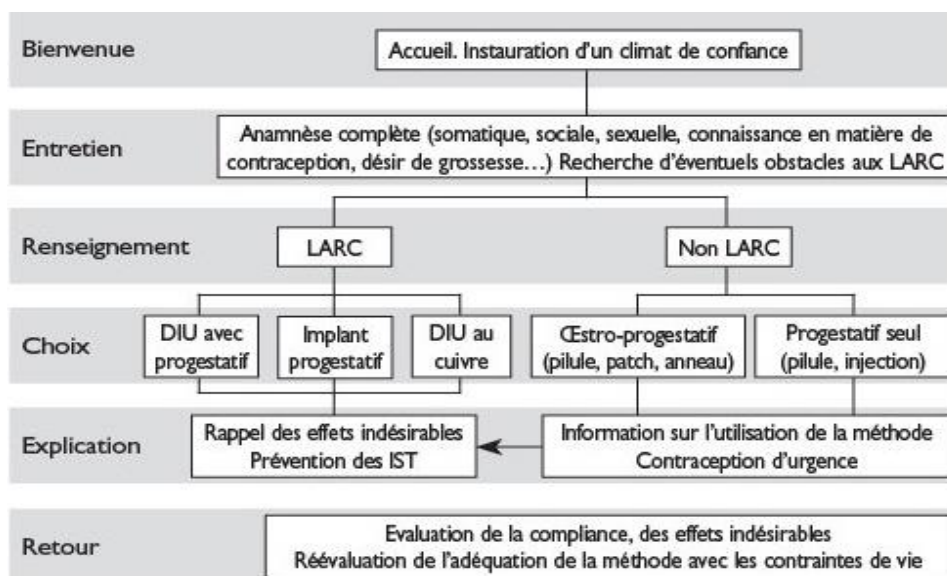 Bienvenue
Accueil. Instauration d'un climat de confiance
Entretien
Anamnèse complète (somatique, sociale, sexuelle, connaissance en matière de
contraception, désir de grossesse…) Recherche d'éventuels obstacles aux LARC
Renseignement
LARC
Non LARC
Choix
DIU avec
progestatif
Implant
progestatif
DIU au
cuivre
Œstro-progestatif
(pilule, patch, anneau)
Progestatif seul
(pilule, injection)
Explication
Rappel des effets indésirables
Prévention des IST
Information sur l'utilisation de la méthode
Contraception d'urgence
Retour
Evaluation de la compliance, des effets indésirables
Réévaluation de l'adéquation de la méthode avec les contraintes de vie